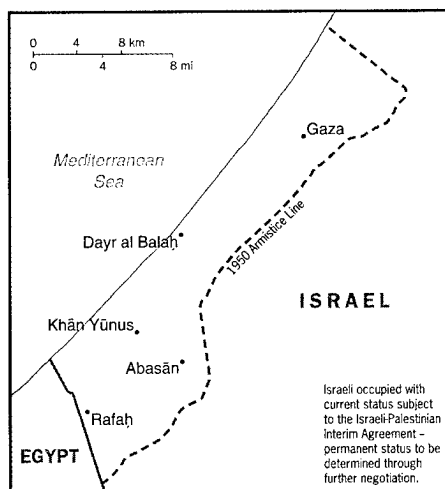 0 4 8 km
0 4 8 mi
Gaza
Mediterranean
Sea
Dayr al Balaḥ
1950 Armistice Line
ISRAEL
Khān Yūnus
Abasān
Rafaḥ
EGYPT
Israeli occupied with
current status subject
to the Israeli-Palestinian
Interim Agreement –
permanent status to be
determined through
further negotiation.